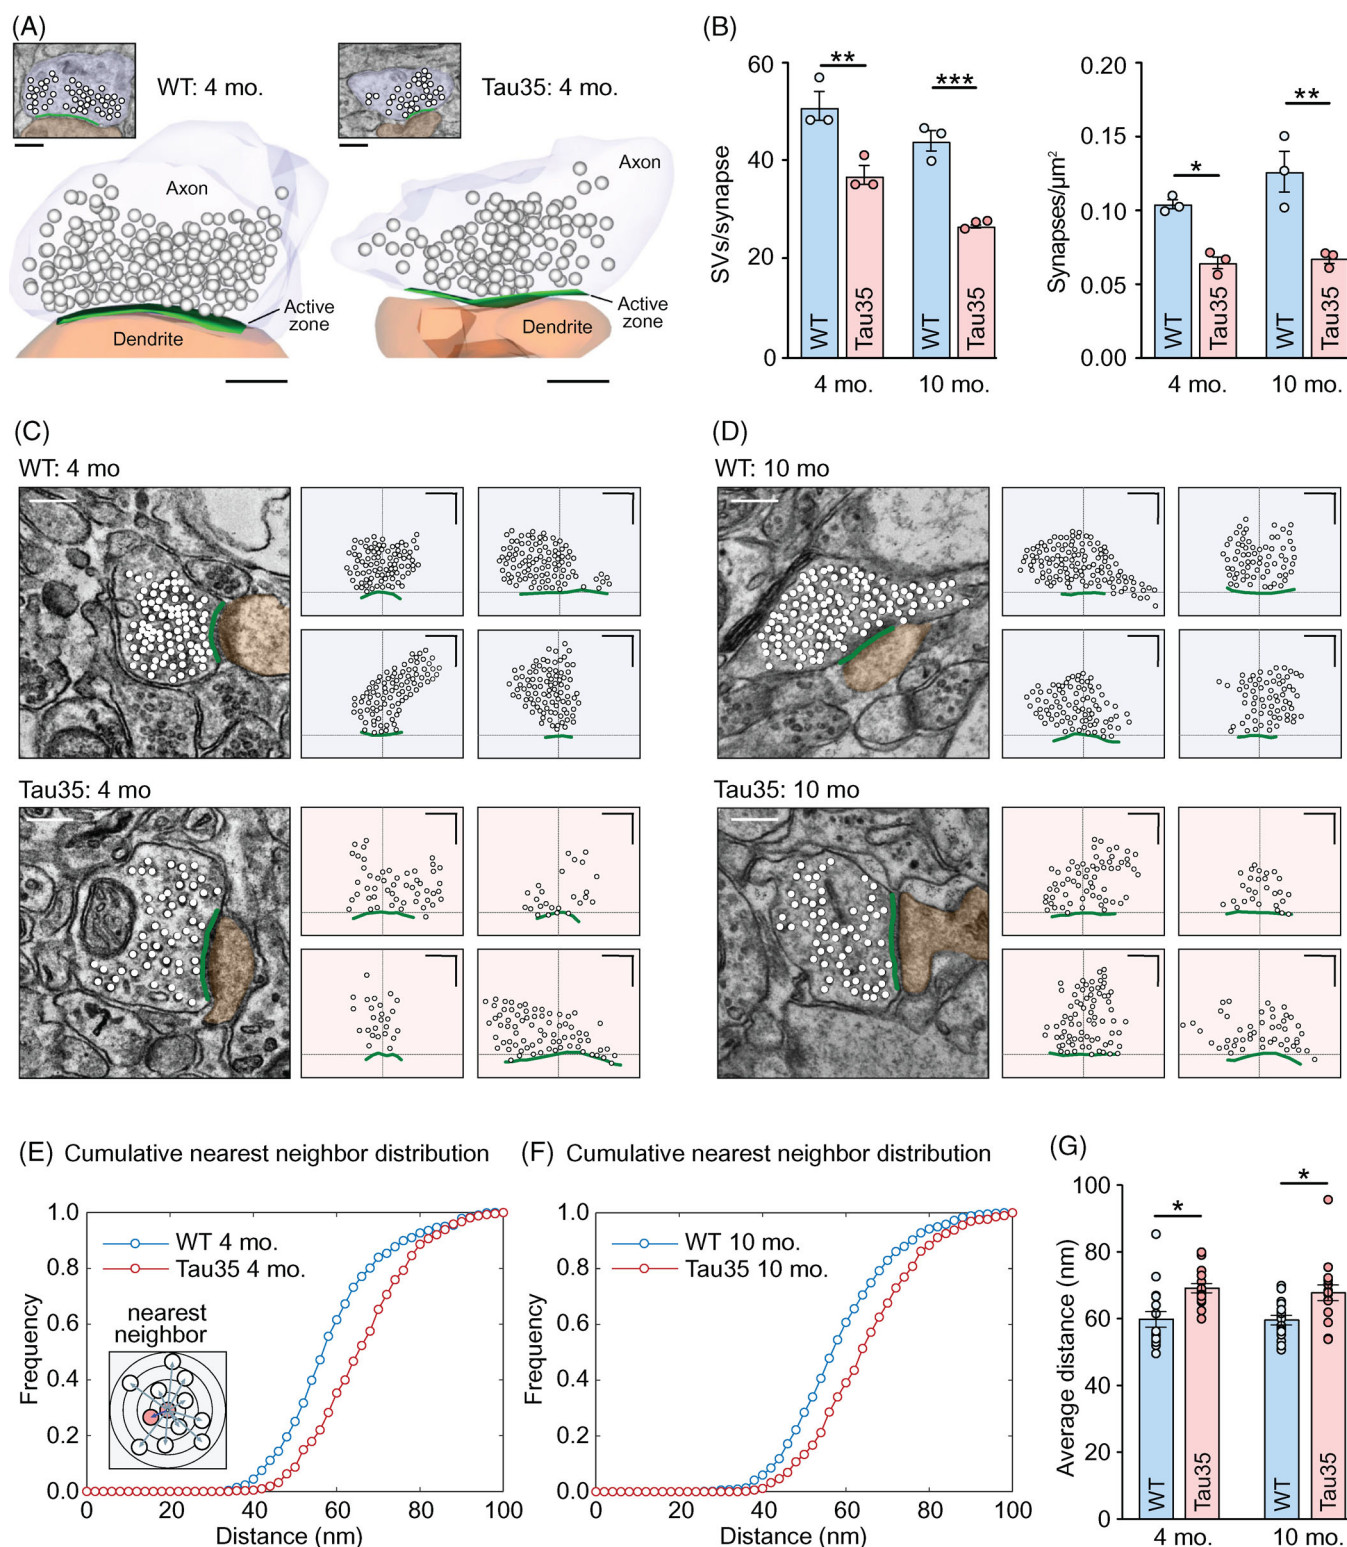 (A)
WT: 4 mo.
Tau35: 4 mo.
Axon
Axon
Active
zone
Dendrite
Active
zone
Dendrite
(B)
60
40
20
0
SVs/synapse
**
***
WT
Tau35
WT
Tau35
4 mo.
10 mo.
0.20
0.15
0.10
0.05
0.00
Synapses/µm²
*
**
WT
Tau35
WT
Tau35
4 mo.
10 mo.
(C)
WT: 4 mo
Tau35: 4 mo
(D)
WT: 10 mo
Tau35: 10 mo
(E) Cumulative nearest neighbor distribution
1.0
0.8
0.6
0.4
0.2
0.0
Frequency
WT 4 mo.
Tau35 4 mo.
nearest
neighbor
0 20 40 60 80 100
Distance (nm)
(F) Cumulative nearest neighbor distribution
1.0
0.8
0.6
0.4
0.2
0.0
Frequency
WT 10 mo.
Tau35 10 mo.
0 20 40 60 80 100
Distance (nm)
(G)
100
80
60
40
20
0
Average distance (nm)
*
*
WT
Tau35
WT
Tau35
4 mo.
10 mo.